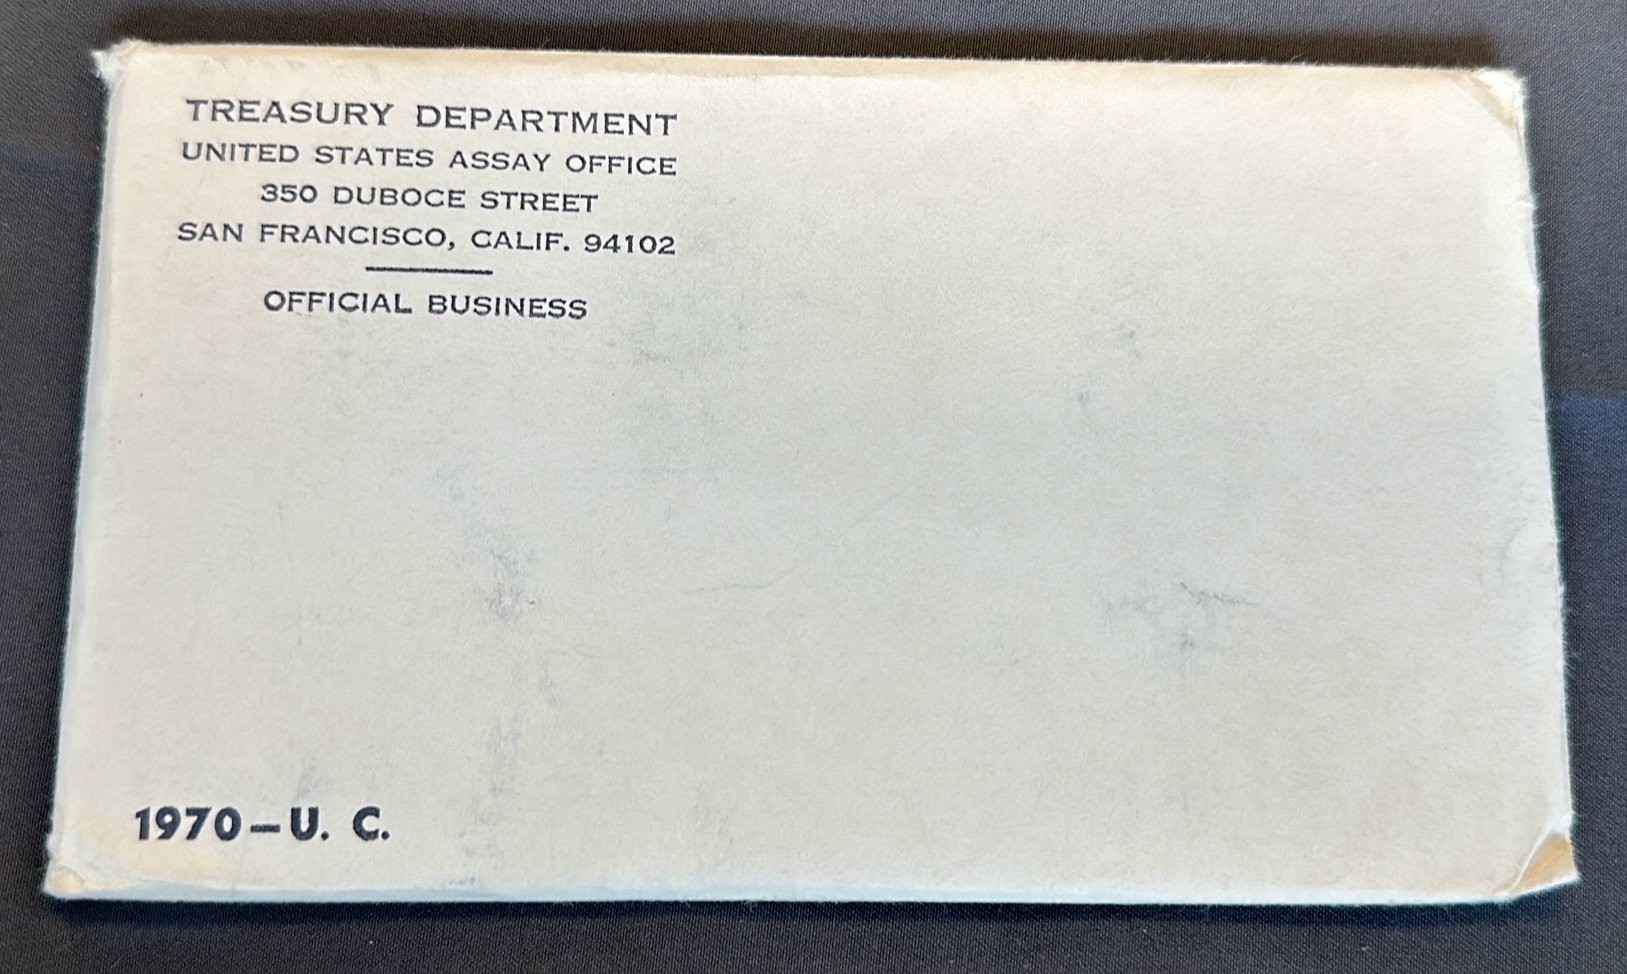 TREASURY DEPARTMENT
UNITED STATES ASSAY OFFICE
350 DUBOCE STREET
SAN FRANCISCO, CALIF. 94102
OFFICIAL BUSINESS
1970 – U. C.